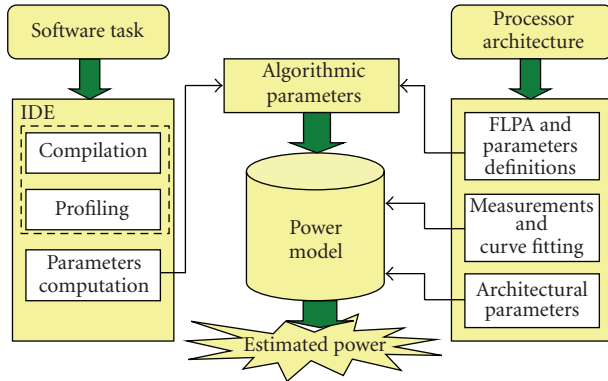 Software task
IDE
Compilation
Profiling
Parameters
computation
Algorithmic
parameters
Power
model
Estimated power
Processor
architecture
FLPA and
parameters
definitions
Measurements
and
curve fitting
Architectural
parameters